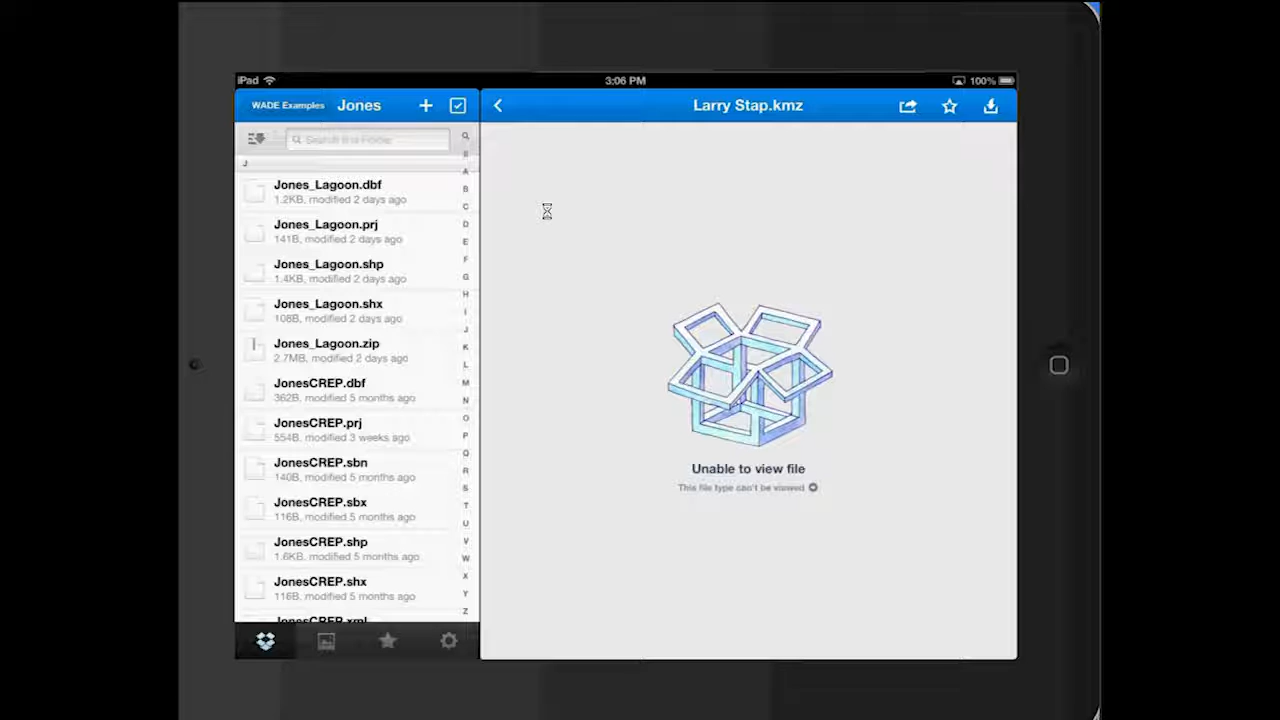 iPad
3:06 PM
100%
WADE Examples
Jones
Larry Stap.kmz
Search this Folder
J
Jones_Lagoon.dbf
1.2KB, modified 2 days ago
Jones_Lagoon.prj
141B, modified 2 days ago
Jones_Lagoon.shp
1.4KB, modified 2 days ago
Jones_Lagoon.shx
108B, modified 2 days ago
Jones_Lagoon.zip
2.7MB, modified 2 days ago
JonesCREP.dbf
362B, modified 5 months ago
JonesCREP.prj
554B, modified 3 weeks ago
JonesCREP.sbn
140B, modified 5 months ago
JonesCREP.sbx
116B, modified 5 months ago
JonesCREP.shp
1.6KB, modified 5 months ago
JonesCREP.shx
116B, modified 5 months ago
JonesCREP.xml
A
B
C
D
E
F
G
H
I
J
K
L
M
N
O
P
Q
R
S
T
U
V
W
X
Y
Z
Unable to view file
This file type can't be viewed